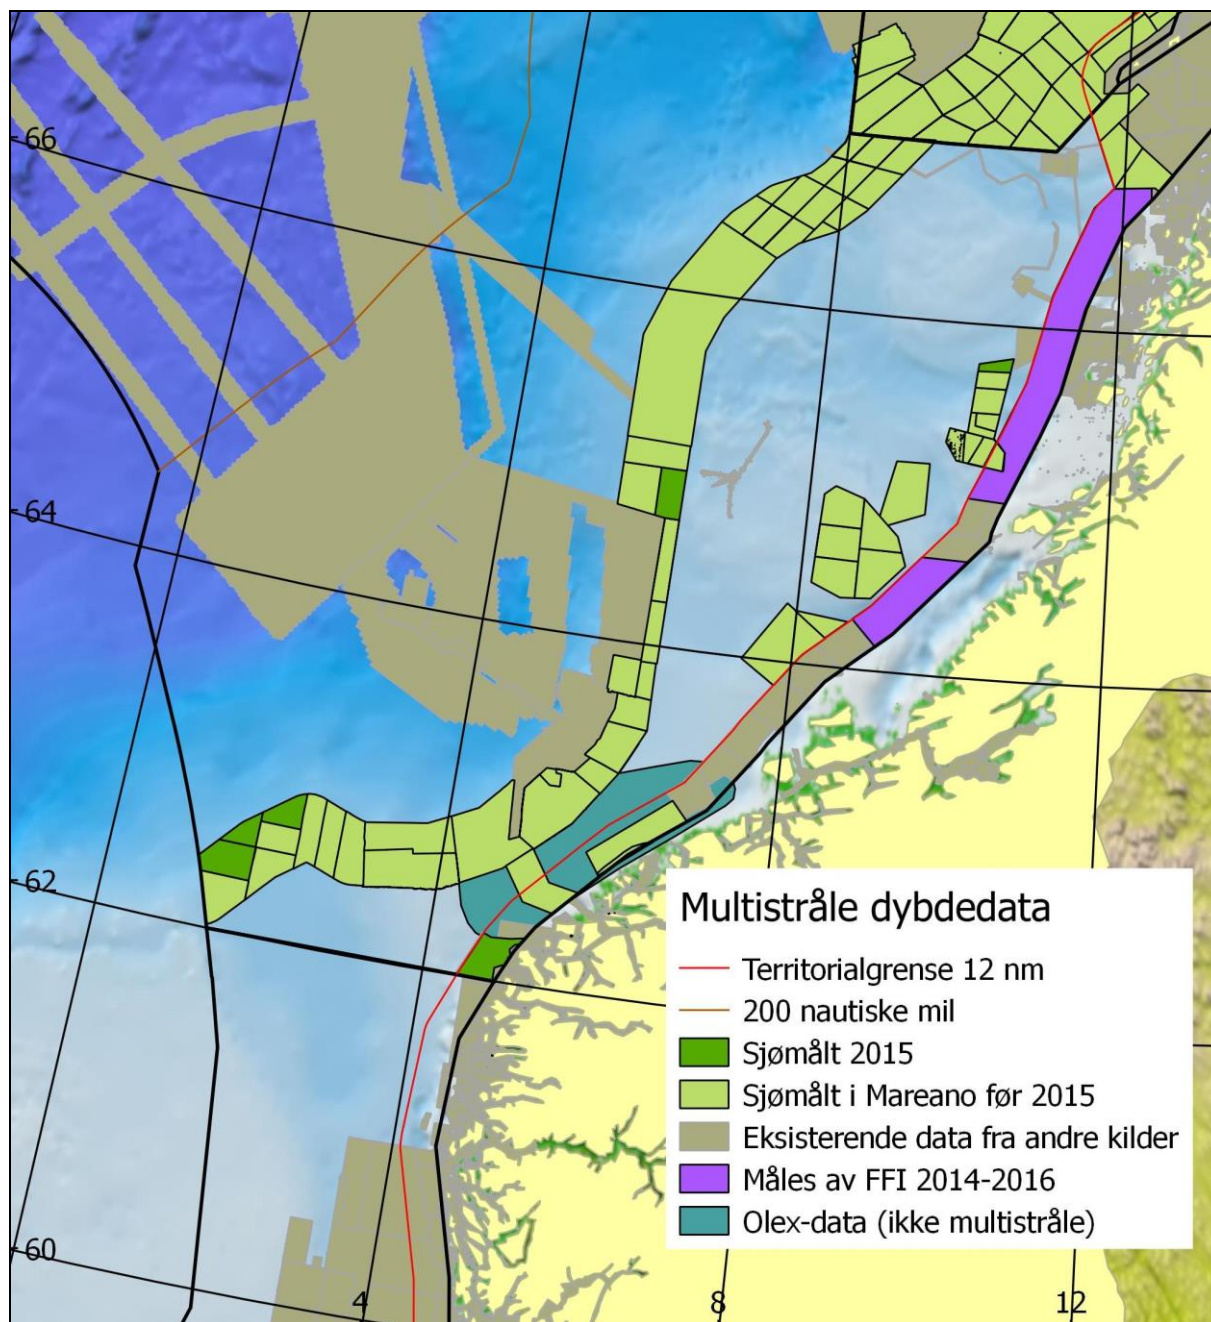 66
64
62
60
4
8
12
Multistråle dybdedata
Territorialgrense 12 nm
200 nautiske mil
Sjømålt 2015
Sjømålt i Mareano før 2015
Eksisterende data fra andre kilder
Måles av FFI 2014-2016
Olex-data (ikke multistråle)